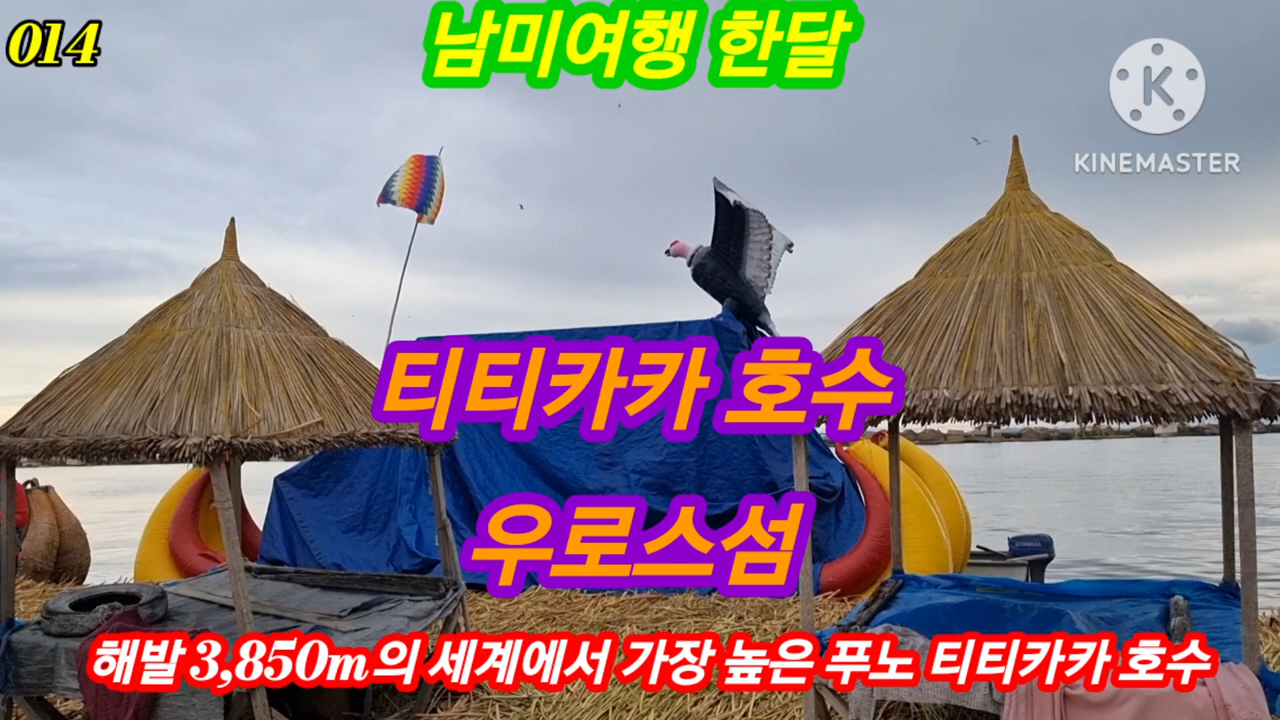 014
남미여행 한달
KINEMASTER
티티카카 호수
우로스섬
해발 3,850m의 세계에서 가장 높은 푸노 티티카카 호수